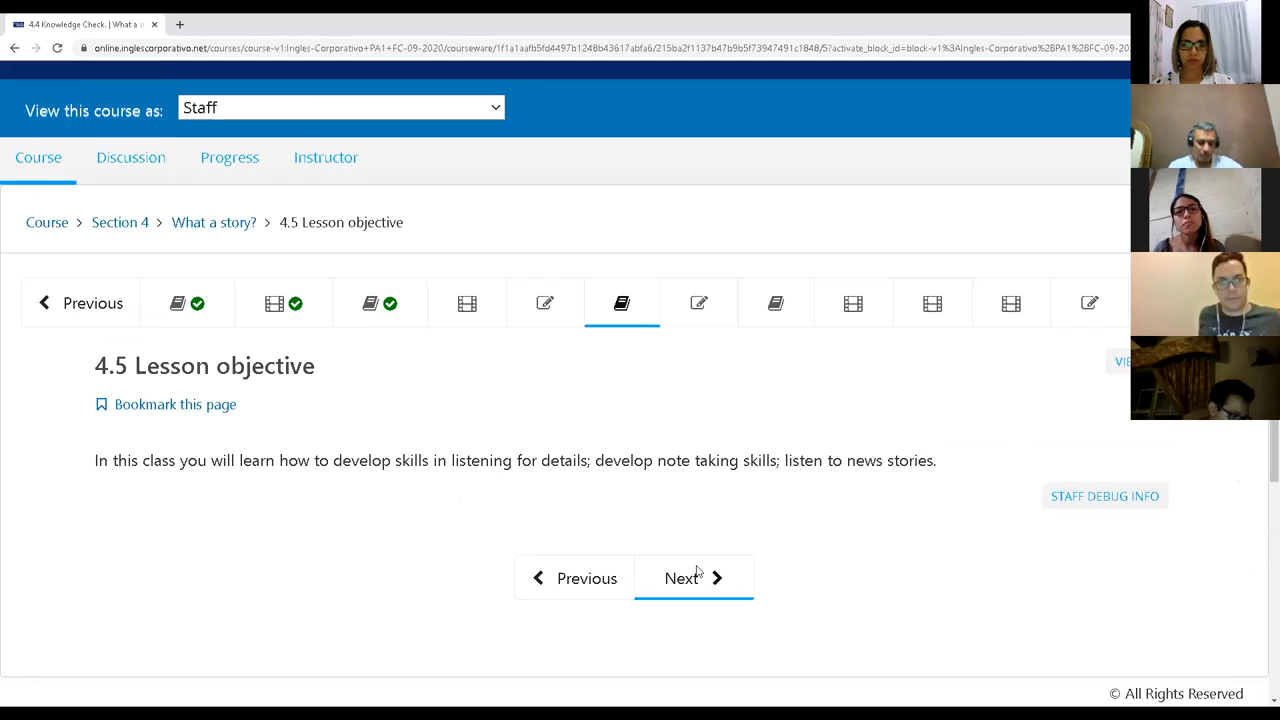 4.4 Knowledge Check. | What a st
online.inglescorporativo.net/courses/course-v1:Ingles-Corporativo+PA1+FC-09-2020/courseware/1f1a1aafb5fd4497b1248b43617abfa6/215ba2f1137b47b9b5f73947491c1848/5?activate_block_id=block-v1%3AIngles-Corporativo%2BPA1%2BFC-09-202
View this course as:
Staff
Course
Discussion
Progress
Instructor
Course > Section 4 > What a story? > 4.5 Lesson objective
Previous
4.5 Lesson objective
VIE
Bookmark this page
In this class you will learn how to develop skills in listening for details; develop note taking skills; listen to news stories.
STAFF DEBUG INFO
Previous
Next
© All Rights Reserved